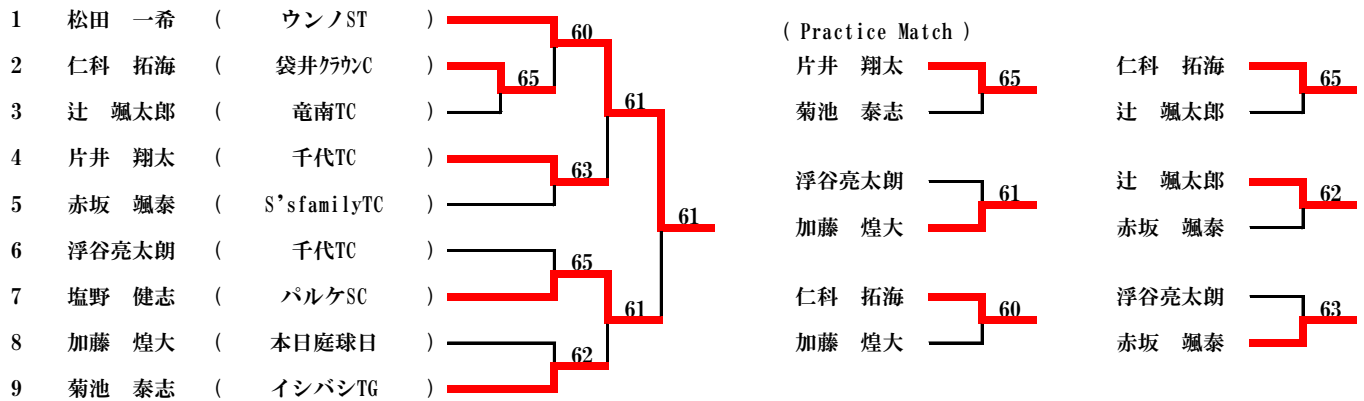 1 松田 一希 ( ウンノST )
60
2 仁科 拓海 ( 袋井クラウンC )
65
3 辻 颯太郎 ( 竜南TC )
61
4 片井 翔太 ( 千代TC )
63
5 赤坂 颯泰 ( S'sfamilyTC )
61
6 浮谷亮太朗 ( 千代TC )
65
7 塩野 健志 ( パルケSC )
61
8 加藤 煌大 ( 本日庭球日 )
62
9 菊池 泰志 ( イシバシTG )
( Practice Match )
片井 翔太
65
菊池 泰志
浮谷亮太朗
61
加藤 煌大
仁科 拓海
60
加藤 煌大
仁科 拓海
65
辻 颯太郎
辻 颯太郎
62
赤坂 颯泰
浮谷亮太朗
63
赤坂 颯泰